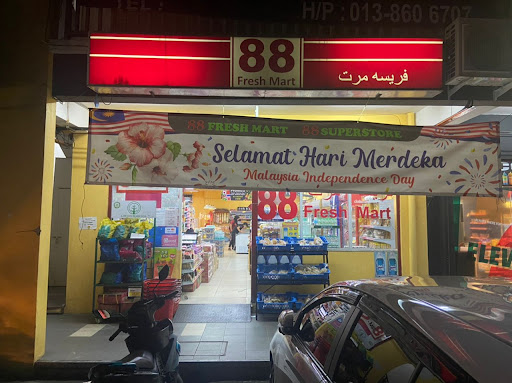 H/P : 013-860 6707
88
Fresh Mart
فريسه مرت
88 FRESH MART 88 SUPERSTORE
Selamat Hari Merdeka
Malaysia Independence Day
88 Fresh Mart
ELEV